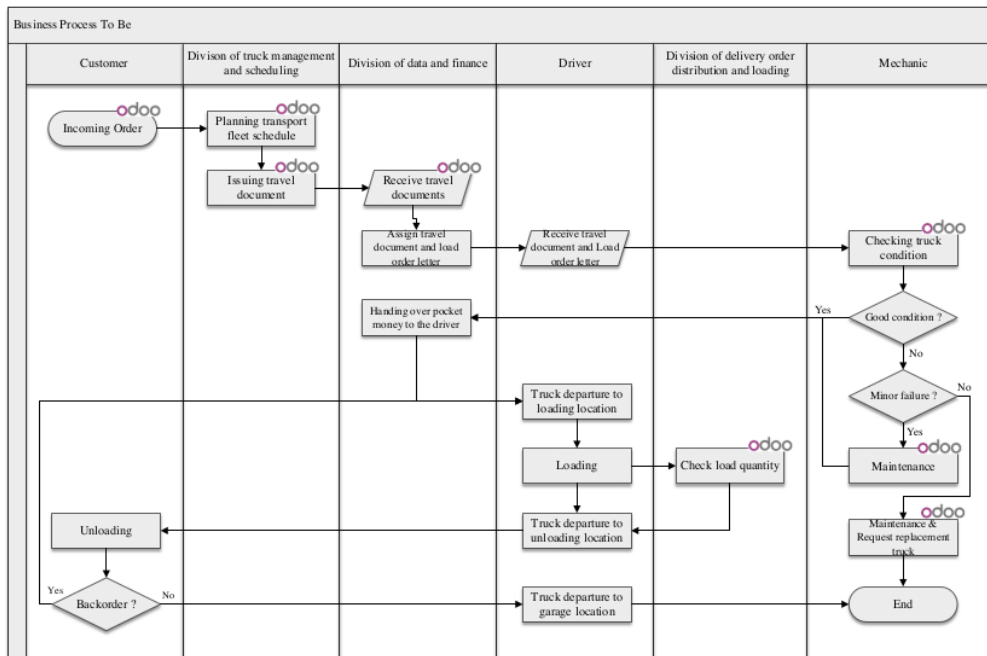 Business Process To Be
Customer
Divison of truck management
and scheduling
Division of data and finance
Driver
Division of delivery order
distribution and loading
Mechanic
odoo
Incoming Order
odoo
Planning transport
fleet schedule
odoo
Issuing travel
document
odoo
Receive travel
documents
Assign travel
document and load
order letter
Receive travel
document and Load
order letter
odoo
Checking truck
condition
Good condition ?
Yes
No
Handing over pocket
money to the driver
Minor failure ?
No
Yes
odoo
Maintenance
Truck departure to
loading location
Loading
odoo
Check load quantity
odoo
Maintenance &
Request replacement
truck
Truck departure to
unloading location
Unloading
Yes
Backorder ?
No
Truck departure to
garage location
End